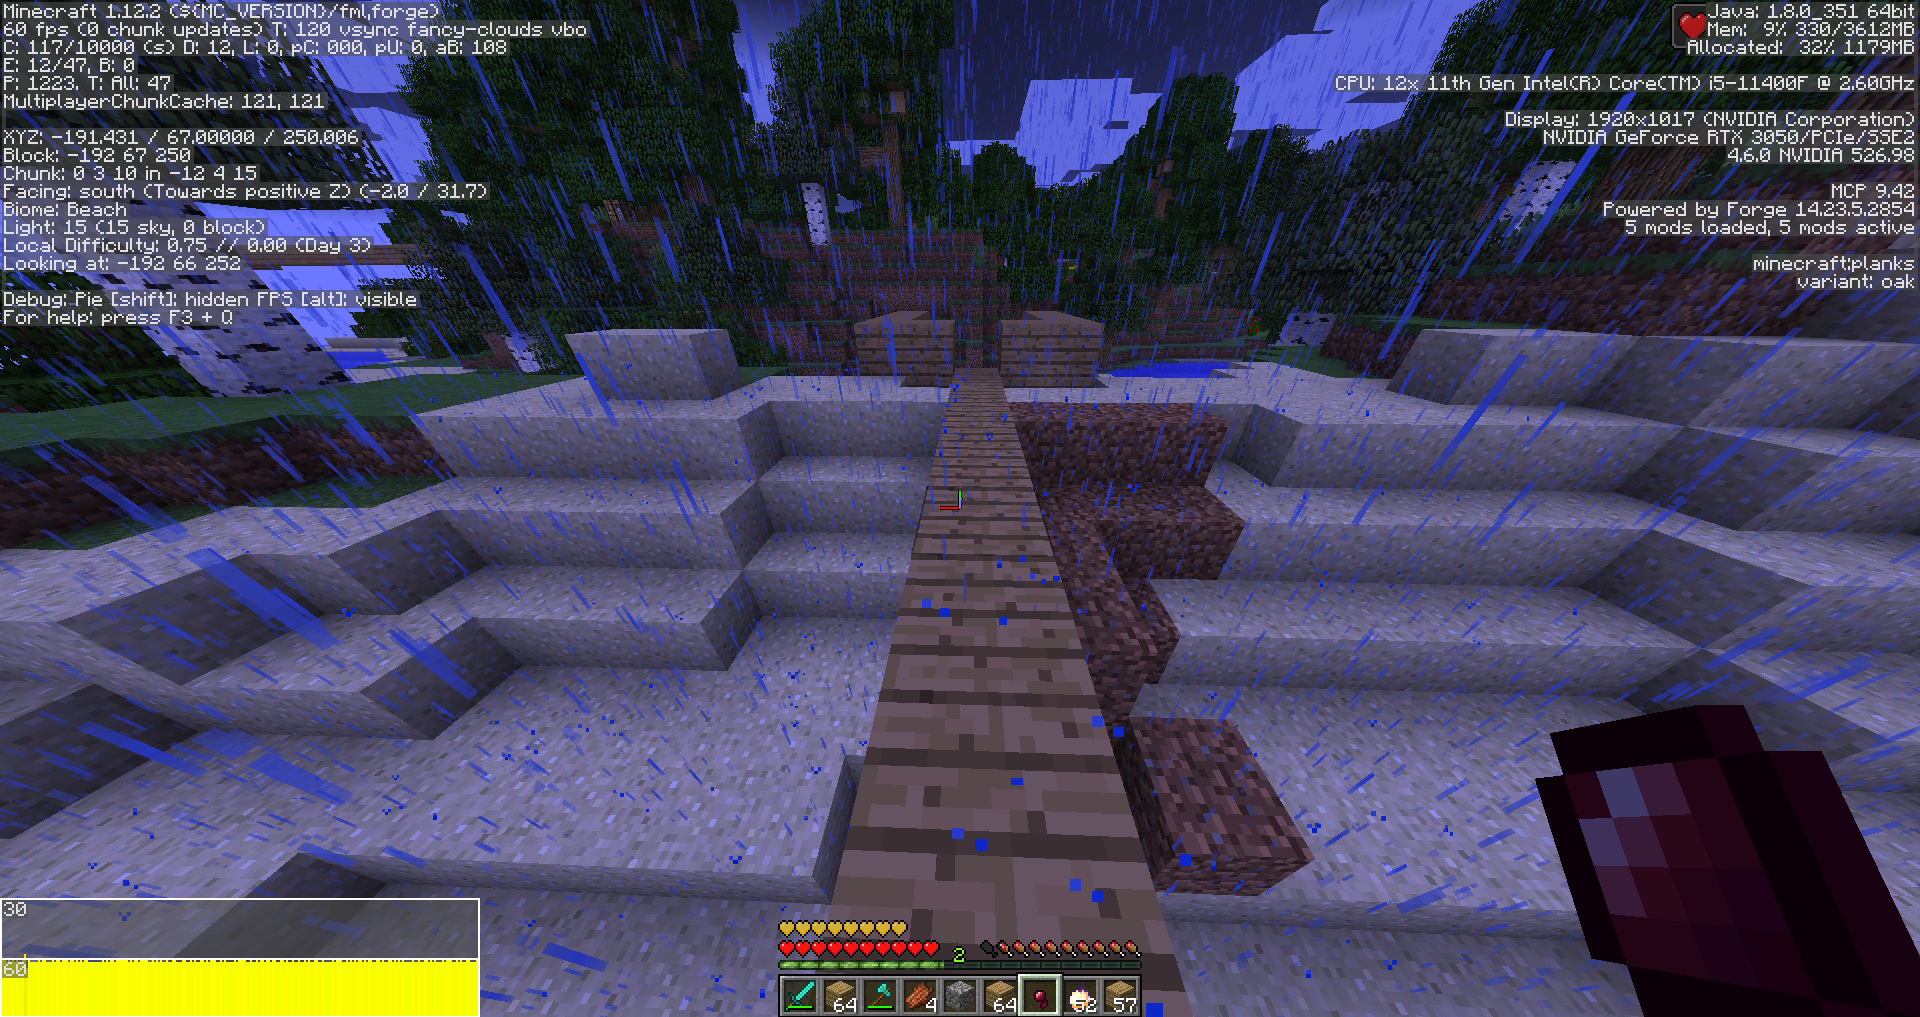 Minecraft 1.12.2 (${MC_VERSION}/fml,forge)
60 fps (0 chunk updates) T: 120 vsync fancy-clouds vbo
C: 117/10000 (s) D: 12, L: 0, pC: 000, pU: 0, aB: 108
E: 12/47, B: 0
P: 1223. T: All: 47
MultiplayerChunkCache: 121, 121
XYZ: -191.431 / 67.00000 / 250.006
Block: -192 67 250
Chunk: 0 3 10 in -12 4 15
Facing: south (Towards positive Z) (-2.0 / 31.7)
Biome: Beach
Light: 15 (15 sky, 0 block)
Local Difficulty: 0.75 // 0.00 (Day 3)
Looking at: -192 66 252
Debug: Pie [shift]: hidden FPS [alt]: visible
For help: press F3 + Q
Java: 1.8.0_351 64bit
Mem: 9% 330/3612MB
Allocated: 32% 1179MB
CPU: 12x 11th Gen Intel(R) Core(TM) i5-11400F @ 2.60GHz
Display: 1920x1017 (NVIDIA Corporation)
NVIDIA GeForce RTX 3050/PCIe/SSE2
4.6.0 NVIDIA 526.98
MCP 9.42
Powered by Forge 14.23.5.2854
5 mods loaded, 5 mods active
minecraft:planks
variant: oak
30
60
2
64
4
64
52
57